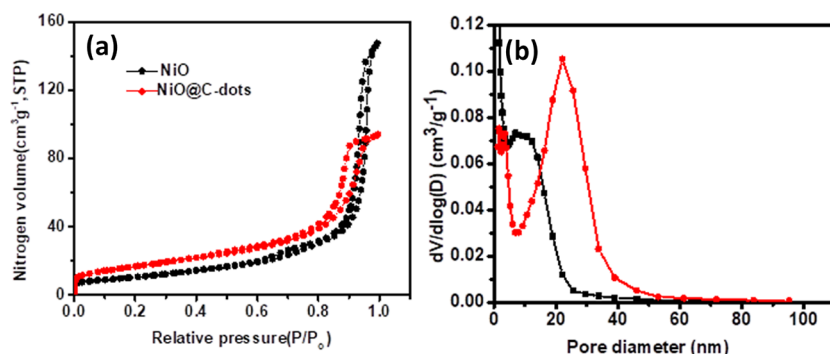 (a)
NiO
NiO@C-dots
Nitrogen volume(cm³g⁻¹,STP)
160
120
80
40
0
0.0 0.2 0.4 0.6 0.8 1.0
Relative pressure(P/P₀)
(b)
dV/dlog(D) (cm³/g⁻¹)
0.12
0.10
0.08
0.06
0.04
0.02
0.00
0 20 40 60 80 100
Pore diameter (nm)